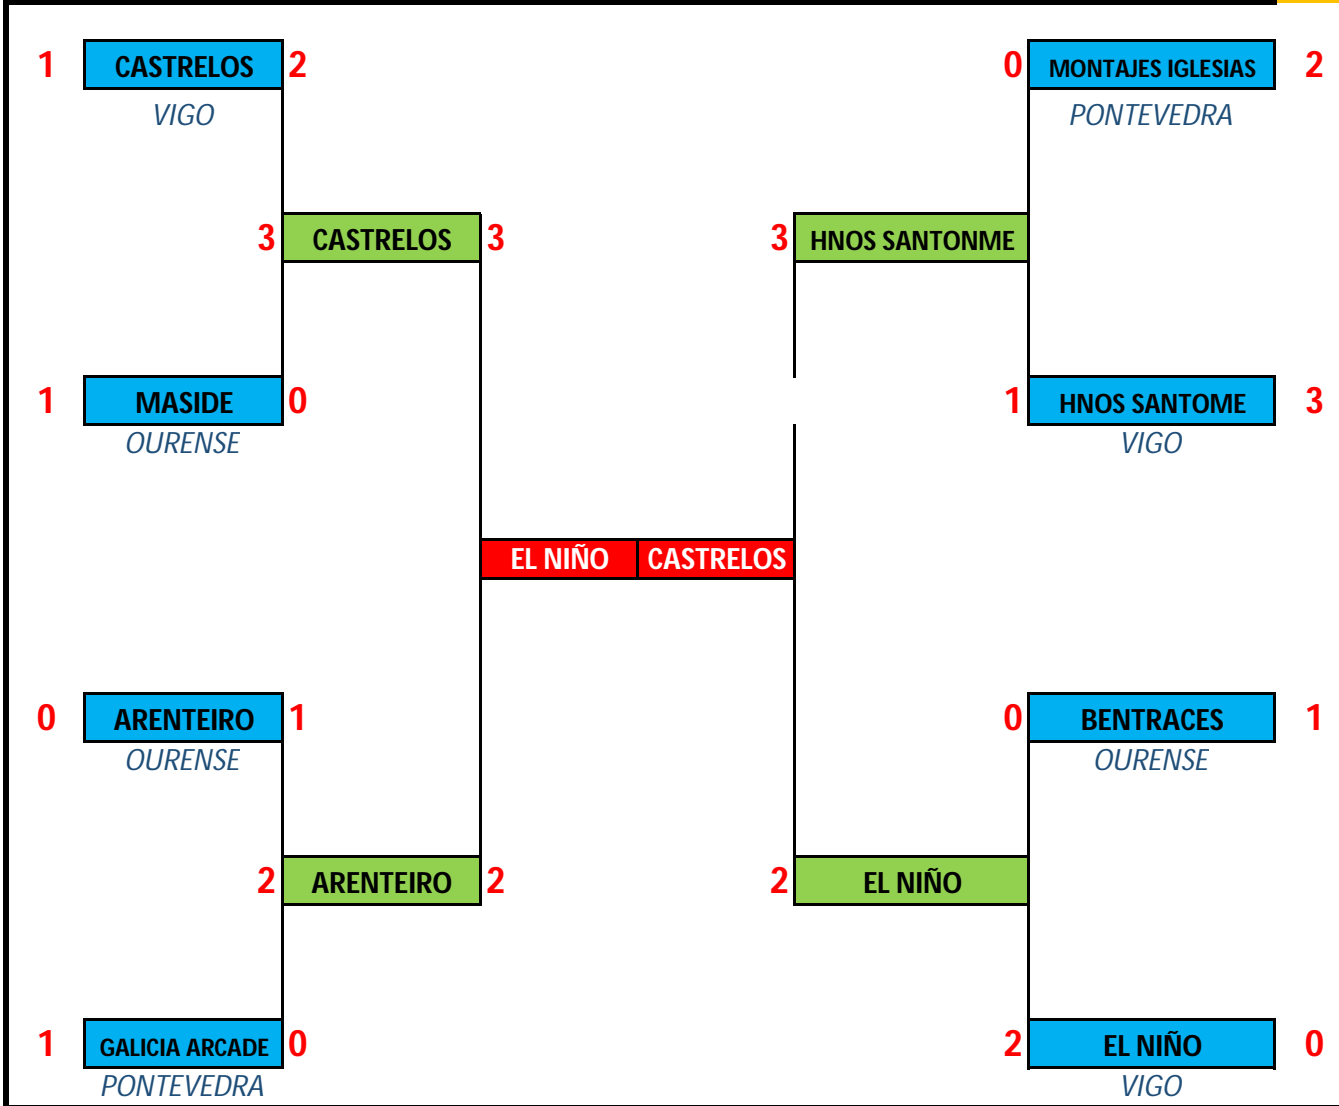 1 CASTRELOS 2 0 MONTAJES IGLESIAS 2
VIGO PONTEVEDRA
3 CASTRELOS 3 3 HNOS SANTONME
1 MASIDE 0 1 HNOS SANTOME 3
OURENSE VIGO
EL NIÑO CASTRELOS
0 ARENTEIRO 1 0 BENTRACES 1
OURENSE OURENSE
2 ARENTEIRO 2 2 EL NIÑO
1 GALICIA ARCADE 0 2 EL NIÑO 0
PONTEVEDRA VIGO